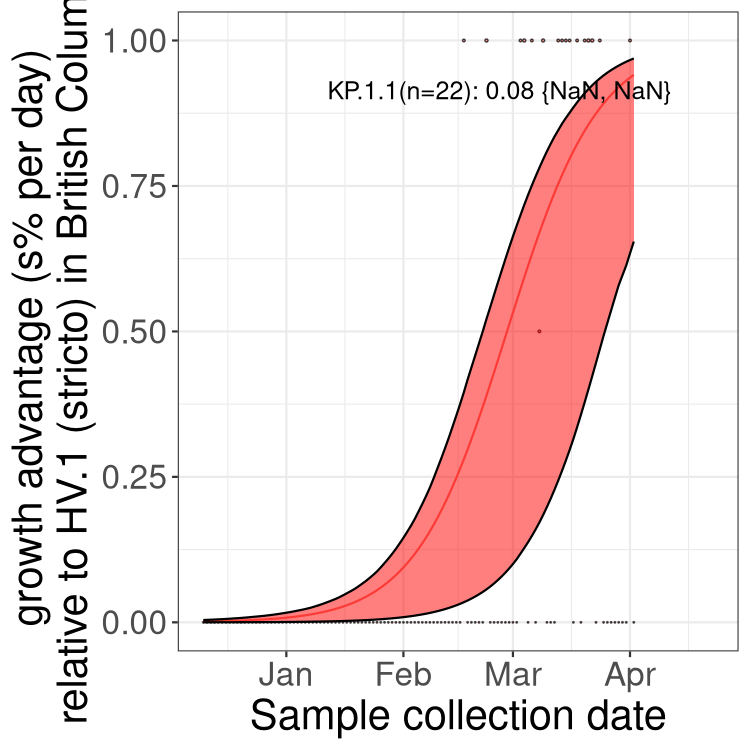 growth advantage (s% per day)
relative to HV.1 (stricto) in British Colum
1.00
0.75
0.50
0.25
0.00
KP.1.1(n=22): 0.08 {NaN, NaN}
Jan Feb Mar Apr
Sample collection date